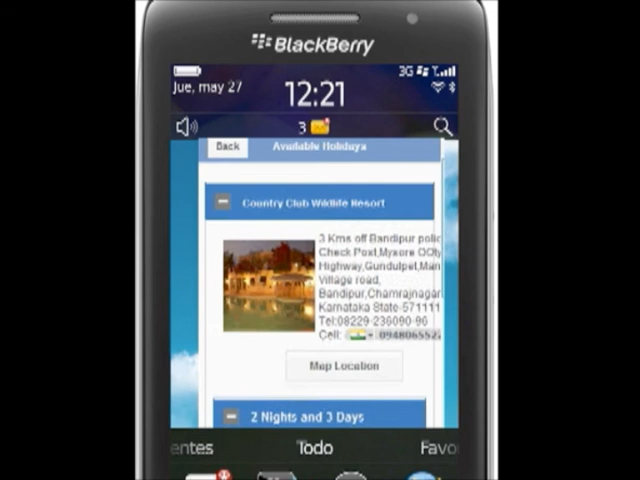 BlackBerry
3G
Jue, may 27
12:21
3
Back
Available Holidays
Country Club Wildlife Resort
3 Kms off Bandipur polic
Check Post,Mysore OOty
Highway,Gundulpet,Man
Village road,
Bandipur,Chamrajnagar
Karnataka State-571111
Tel:08229-236090-96
Cell: 0948065522
Map Location
2 Nights and 3 Days
entes
Todo
Favo